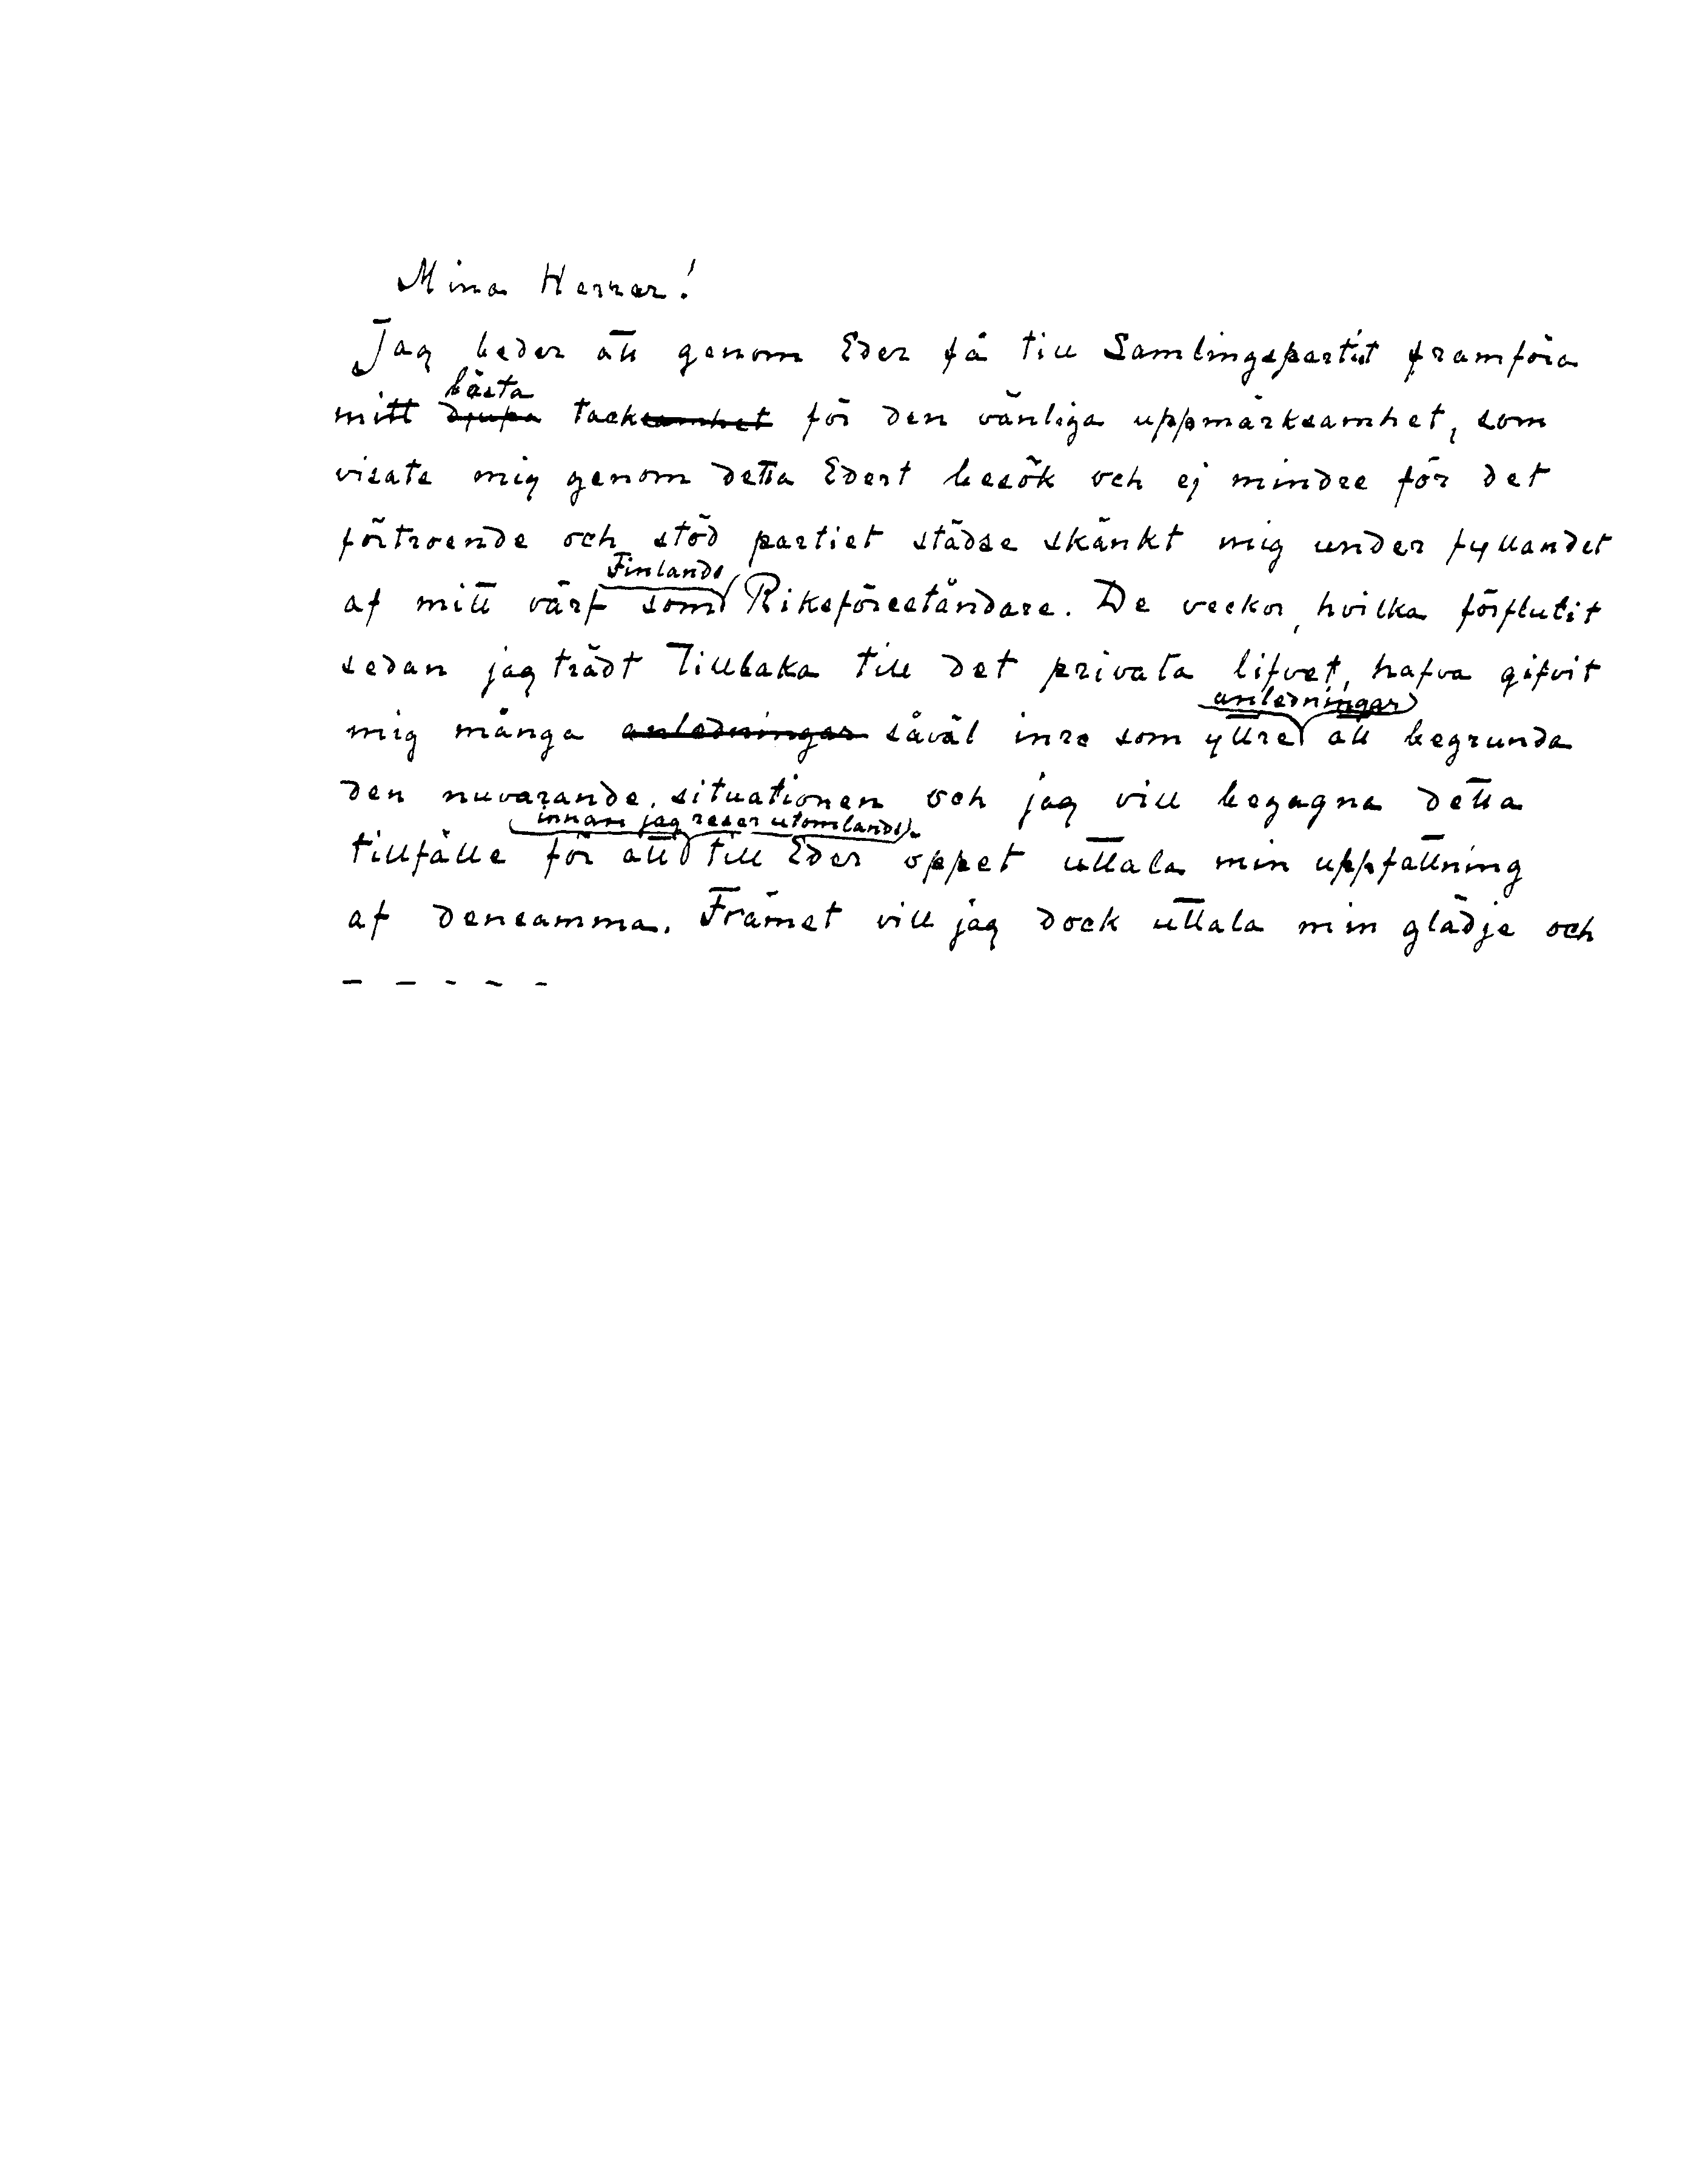 Mina Herrar!
Jag beder att genom Eder få till Samlingspartiet framföra
bästa
mitt djupa tacksamhet för den vänliga uppmärksamhet, som
visats mig genom detta Edert besök och ej mindre för det
förtroende och stöd partiet städse skänkt mig under fyllandet
Finlands
af mitt värf som Riksföreståndare. De veckor, hvilka förflutit
sedan jag trädt tillbaka till det privata lifvet, hafva gifvit
anledningar
mig många anledningar såväl inre som yttre att begrunda
den nuvarande situationen och jag vill begagna detta
innan jag reser utomlands
tillfälle för att till Eder öppet uttala min uppfattning
af densamma. Främst vill jag dock uttala min glädje och
– – – – –